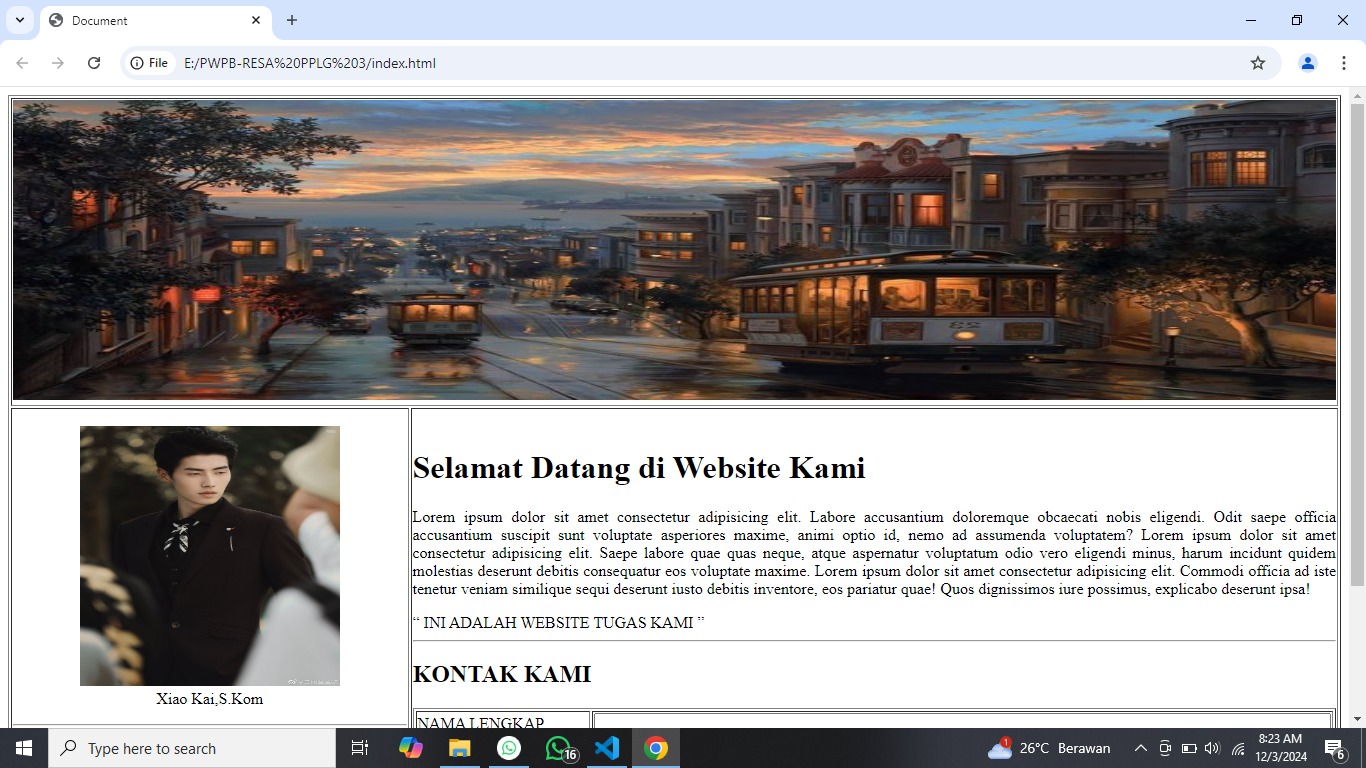 Document
File
E:/PWPB-RESA%20PPLG%203/index.html
Selamat Datang di Website Kami
Lorem ipsum dolor sit amet consectetur adipisicing elit. Labore accusantium doloremque obcaecati nobis eligendi. Odit saepe officia
accusantium suscipit sunt voluptate asperiores maxime, animi optio id, nemo ad assumenda voluptatem? Lorem ipsum dolor sit amet
consectetur adipisicing elit. Saepe labore quae quas neque, atque aspernatur voluptatum odio vero eligendi minus, harum incidunt quidem
molestias deserunt debitis consequatur eos voluptate maxime. Lorem ipsum dolor sit amet consectetur adipisicing elit. Commodi officia ad iste
tenetur veniam similique sequi deserunt iusto debitis inventore, eos pariatur quae! Quos dignissimos iure possimus, explicabo deserunt ipsa!
“ INI ADALAH WEBSITE TUGAS KAMI ”
KONTAK KAMI
Xiao Kai,S.Kom
NAMA LENGKAP
Type here to search
16
1
26°C Berawan
8:23 AM
12/3/2024
6